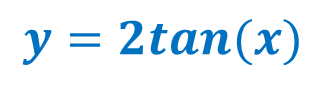 y = 2tan(x)